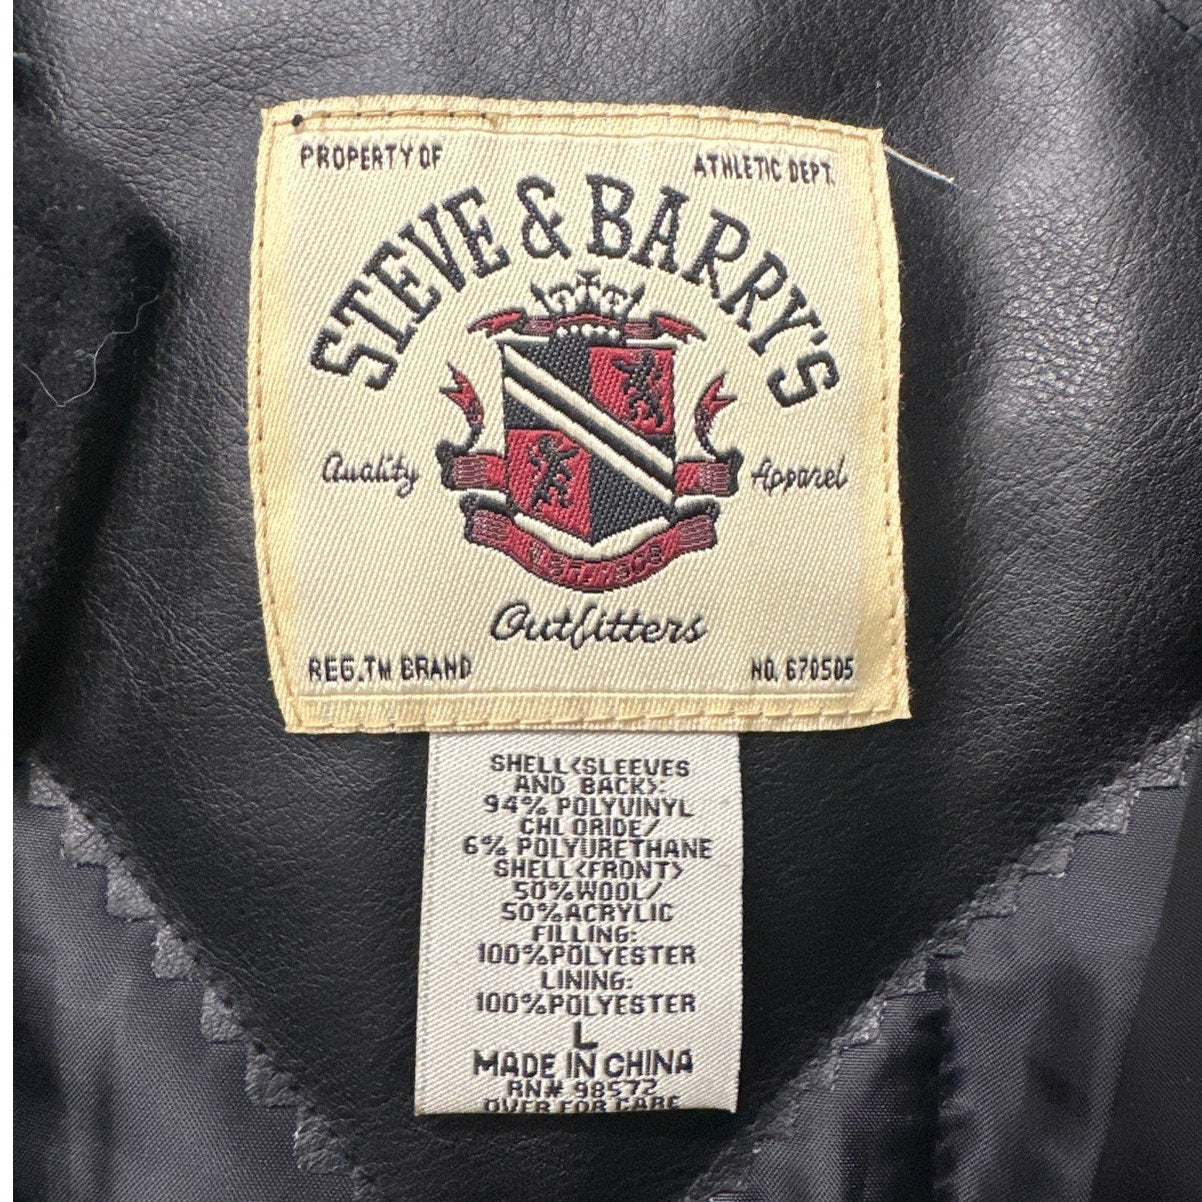 PROPERTY OF ATHLETIC DEPT.
STEVE & BARRY'S
Quality Apparel
Outfitters
REG.TM BRAND NO. 670505
SHELL<SLEEVES
AND BACK>:
94% POLYVINYL
CHLORIDE/
6% POLYURETHANE
SHELL<FRONT>
50%WOOL/
50%ACRYLIC
FILLING:
100%POLYESTER
LINING:
100%POLYESTER
L
MADE IN CHINA
RN# 98572
OVER FOR CARE